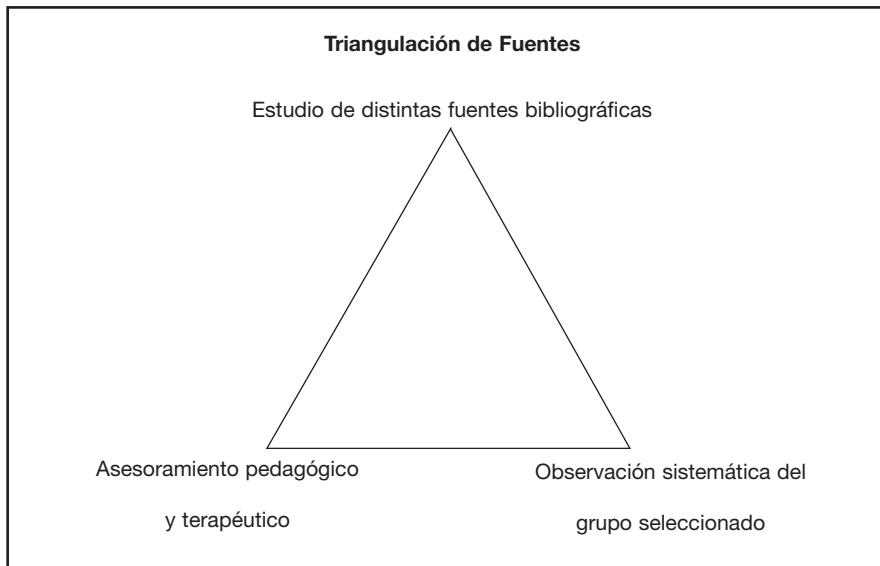 Triangulación de Fuentes
Estudio de distintas fuentes bibliográficas
Asesoramiento pedagógico
y terapéutico
Observación sistemática del
grupo seleccionado